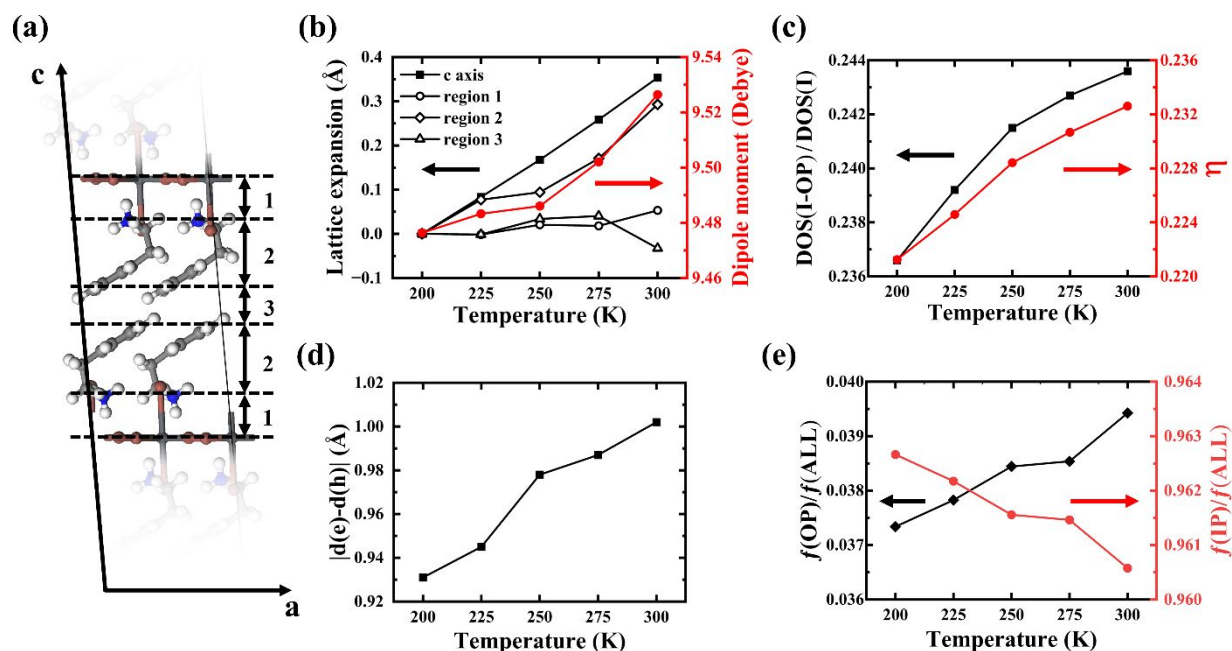 (a)
c
1
2
3
2
1
a
(b)
Lattice expansion (Å)
0.4
0.3
0.2
0.1
0.0
−0.1
c axis
region 1
region 2
region 3
9.54
9.52
9.50
9.48
9.46
Dipole moment (Debye)
200 225 250 275 300
Temperature (K)
(c)
DOS(I-OP)/DOS(I)
0.244
0.242
0.240
0.238
0.236
0.236
0.232
0.228
0.224
0.220
η
200 225 250 275 300
Temperature (K)
(d)
|d(e)-d(h)| (Å)
1.02
1.00
0.98
0.96
0.94
0.92
200 225 250 275 300
Temperature (K)
(e)
f(OP)/f(ALL)
0.040
0.039
0.038
0.037
0.036
0.964
0.963
0.962
0.961
0.960
f(IP)/f(ALL)
200 225 250 275 300
Temperature (K)